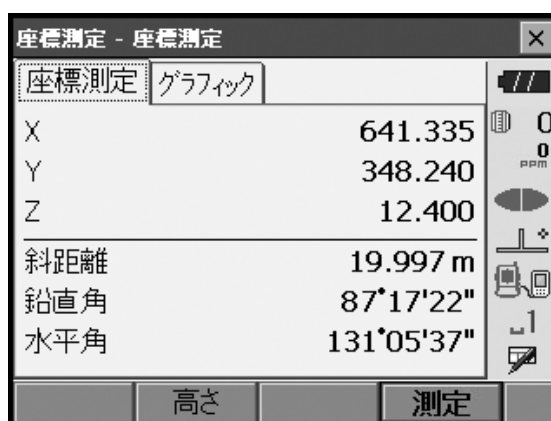 座標測定 - 座標測定
座標測定 グラフィック
X 641.335
Y 348.240
Z 12.400
斜距離 19.997 m
鉛直角 87°17'22"
水平角 131°05'37"
0
0
PPM
1
高さ 測定